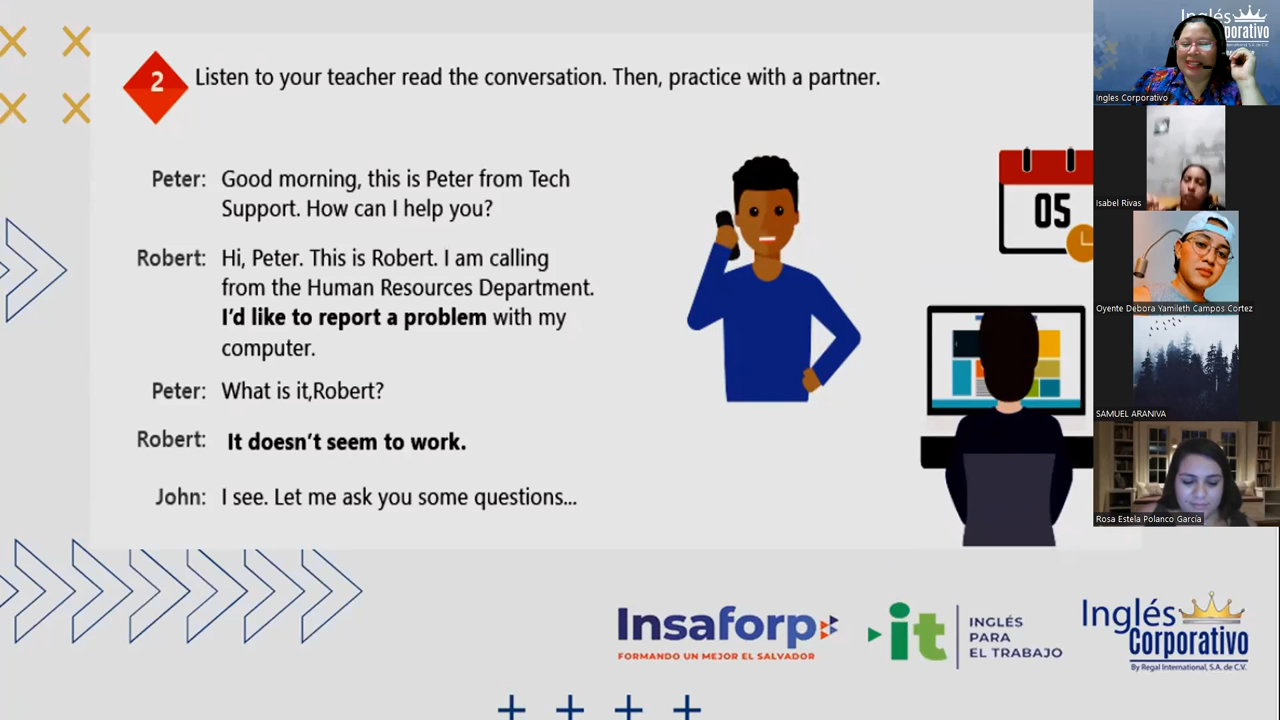 2
Listen to your teacher read the conversation. Then, practice with a partner.
Peter: Good morning, this is Peter from Tech
Support. How can I help you?
Robert: Hi, Peter. This is Robert. I am calling
from the Human Resources Department.
I'd like to report a problem with my
computer.
Peter: What is it,Robert?
Robert: It doesn't seem to work.
John: I see. Let me ask you some questions...
05
Inglés
Corporativo
Ingles Corporativo
Isabel Rivas
Oyente Debora Yamileth Campos Cortez
SAMUEL ARANIVA
Rosa Estela Polanco García
Insaforp
FORMANDO UN MEJOR EL SALVADOR
it
INGLÉS
PARA
EL TRABAJO
Inglés
Corporativo
By Regal International, S.A. de C.V.